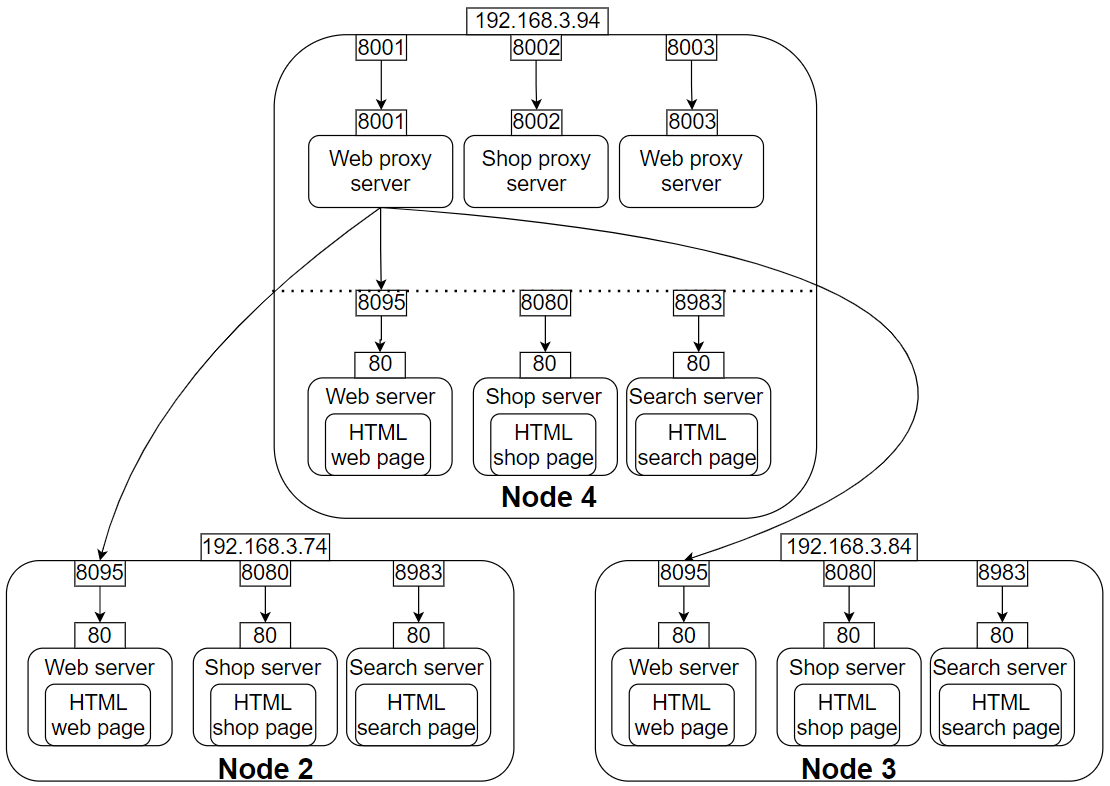 192.168.3.94
8001
8002
8003
8001
8002
8003
Web proxy
server
Shop proxy
server
Web proxy
server
8095
8080
8983
80
80
80
Web server
HTML
web page
Shop server
HTML
shop page
Search server
HTML
search page
Node 4
192.168.3.74
8095
8080
8983
80
80
80
Web server
HTML
web page
Shop server
HTML
shop page
Search server
HTML
search page
Node 2
192.168.3.84
8095
8080
8983
80
80
80
Web server
HTML
web page
Shop server
HTML
shop page
Search server
HTML
search page
Node 3